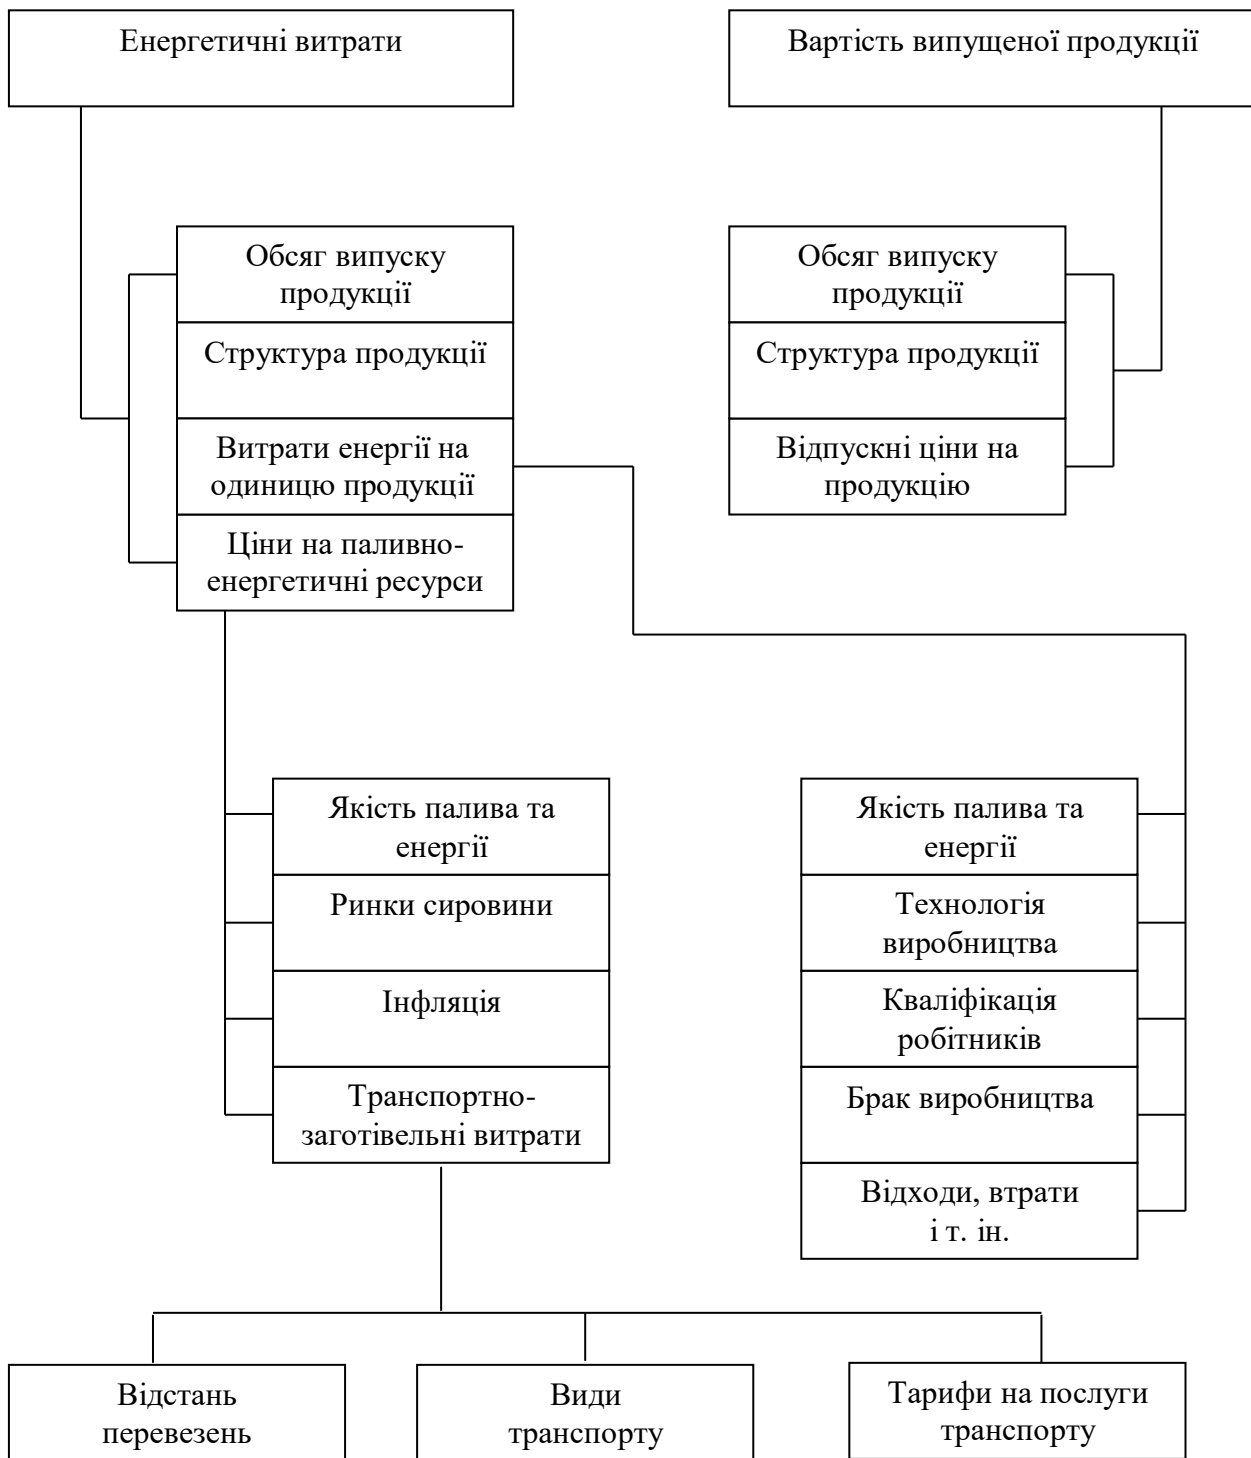 Енергетичні витрати
Вартість випущеної продукції
Обсяг випуску
продукції
Структура продукції
Витрати енергії на
одиницю продукції
Ціни на паливно-
енергетичні ресурси
Обсяг випуску
продукції
Структура продукції
Відпускні ціни на
продукцію
Якість палива та
енергії
Ринки сировини
Інфляція
Транспортно-
заготівельні витрати
Якість палива та
енергії
Технологія
виробництва
Кваліфікація
робітників
Брак виробництва
Відходи, втрати
і т. ін.
Відстань
перевезень
Види
транспорту
Тарифи на послуги
транспорту